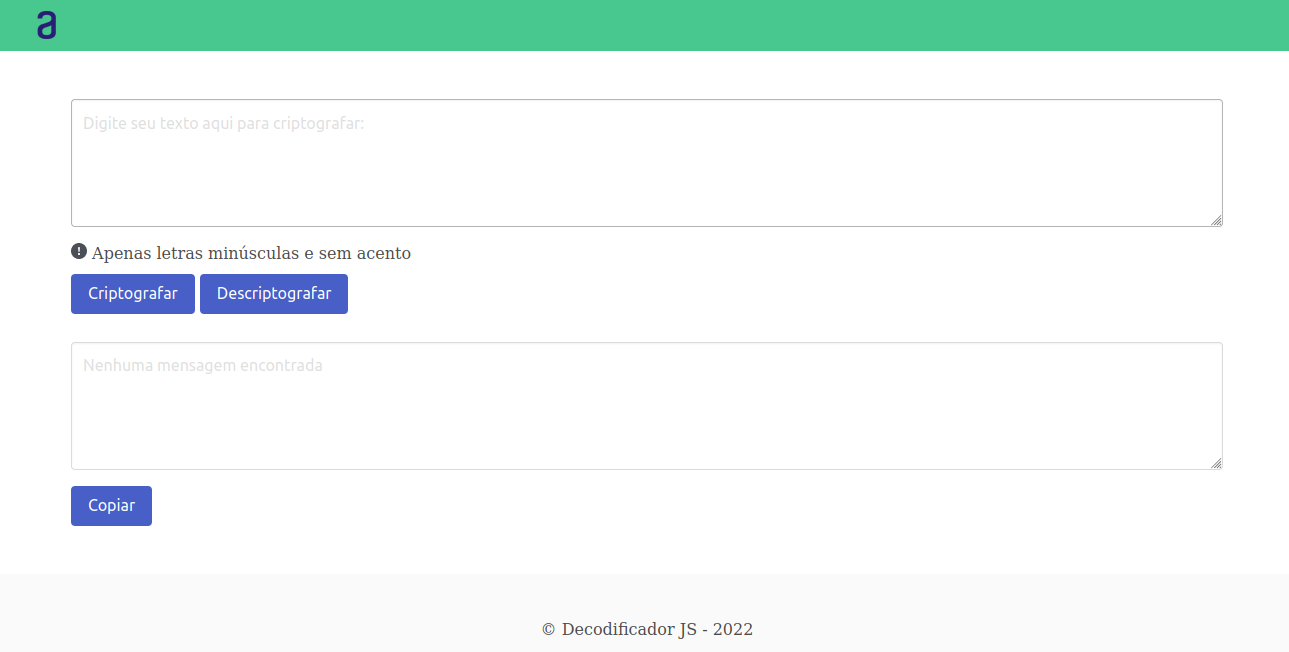 a
Digite seu texto aqui para criptografar:
! Apenas letras minúsculas e sem acento
Criptografar Descriptografar
Nenhuma mensagem encontrada
Copiar
© Decodificador JS - 2022